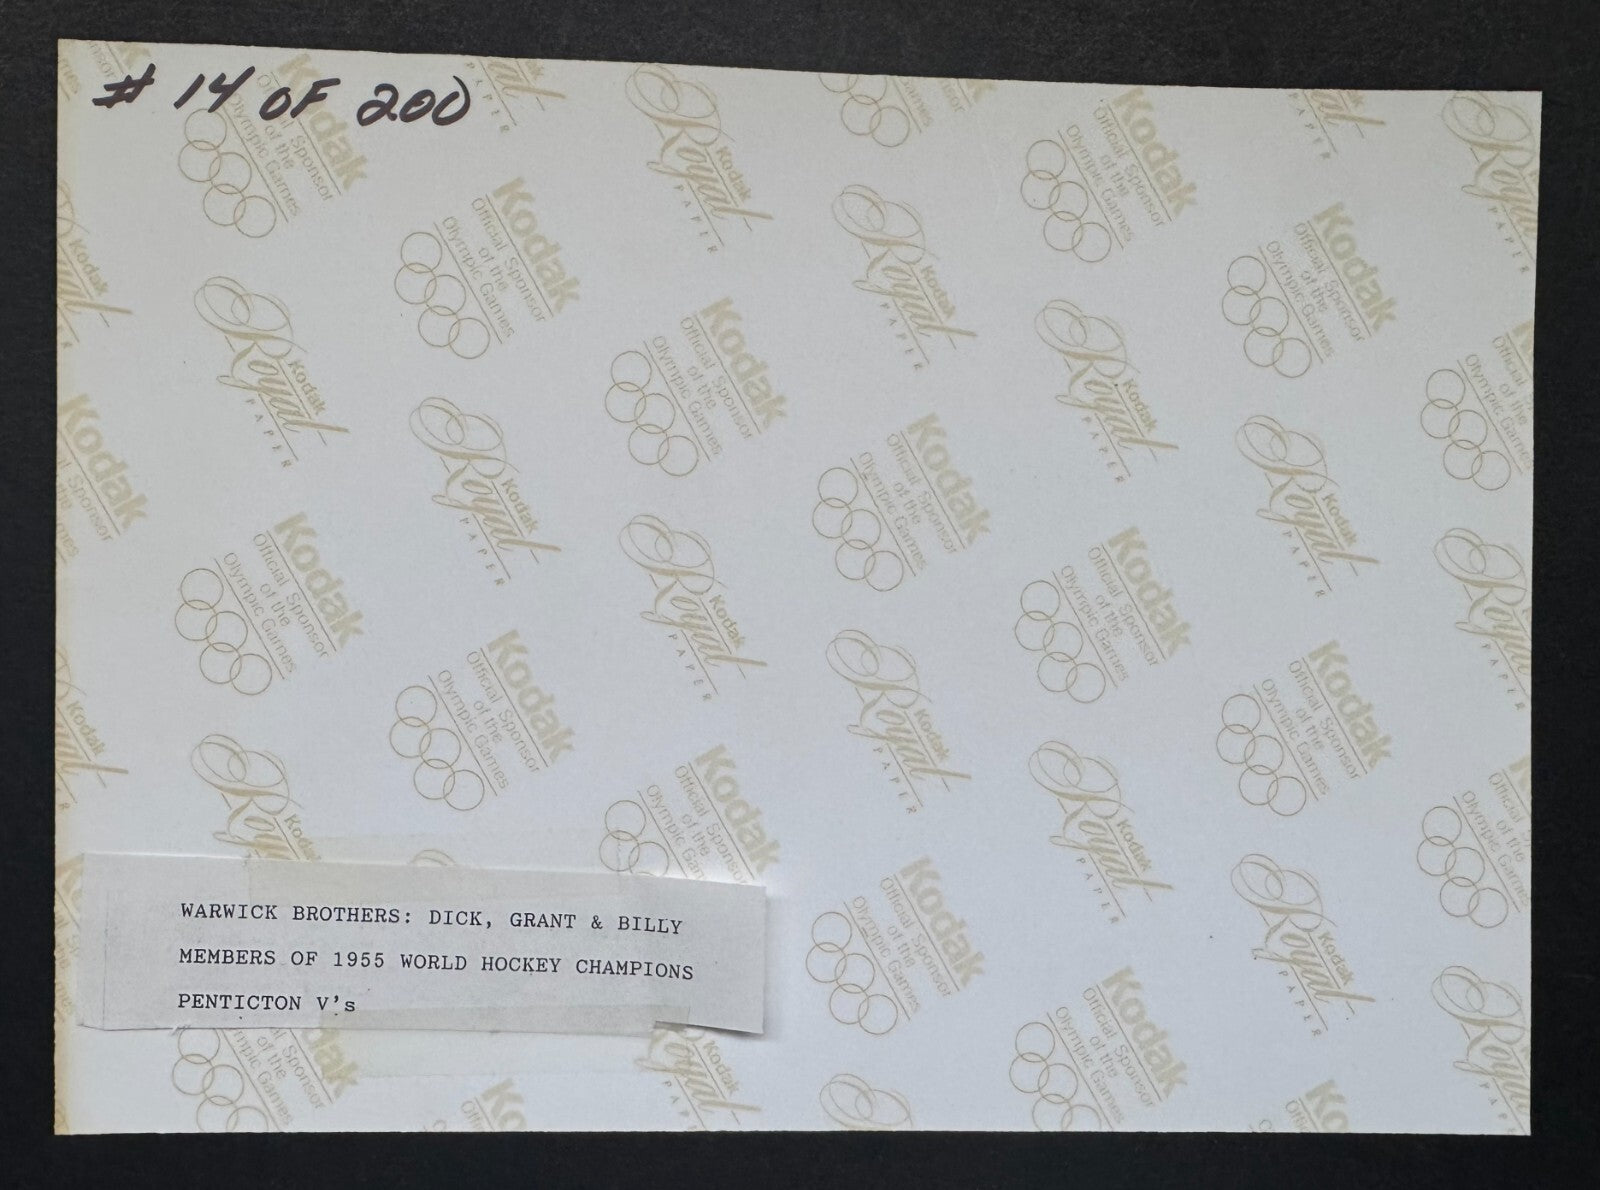 # 14 OF 200
Kodak
Official Sponsor
of the
Olympic Games
Kodak
Royal
PAPER
WARWICK BROTHERS: DICK, GRANT & BILLY
MEMBERS OF 1955 WORLD HOCKEY CHAMPIONS
PENTICTON V's